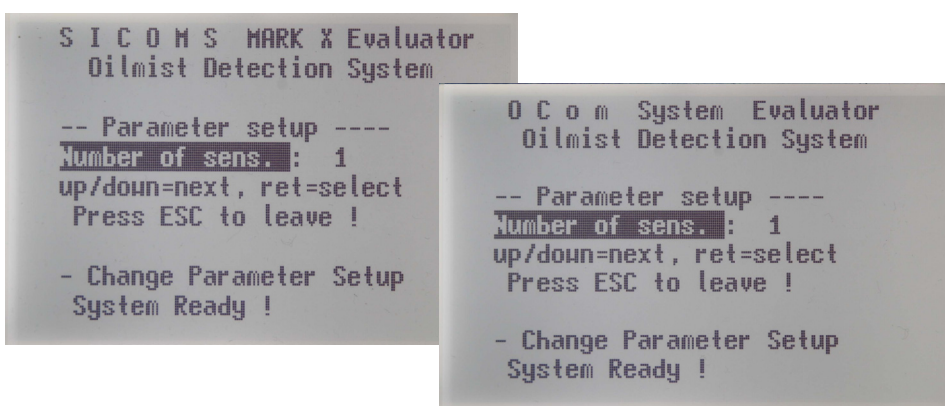 S I C O M S MARK X Evaluator
Oilmist Detection System
-- Parameter setup ----
Number of sens. : 1
up/down=next, ret=select
Press ESC to leave !
- Change Parameter Setup
System Ready !
O C o m System Evaluator
Oilmist Detection System
-- Parameter setup ----
Number of sens. : 1
up/down=next, ret=select
Press ESC to leave !
- Change Parameter Setup
System Ready !